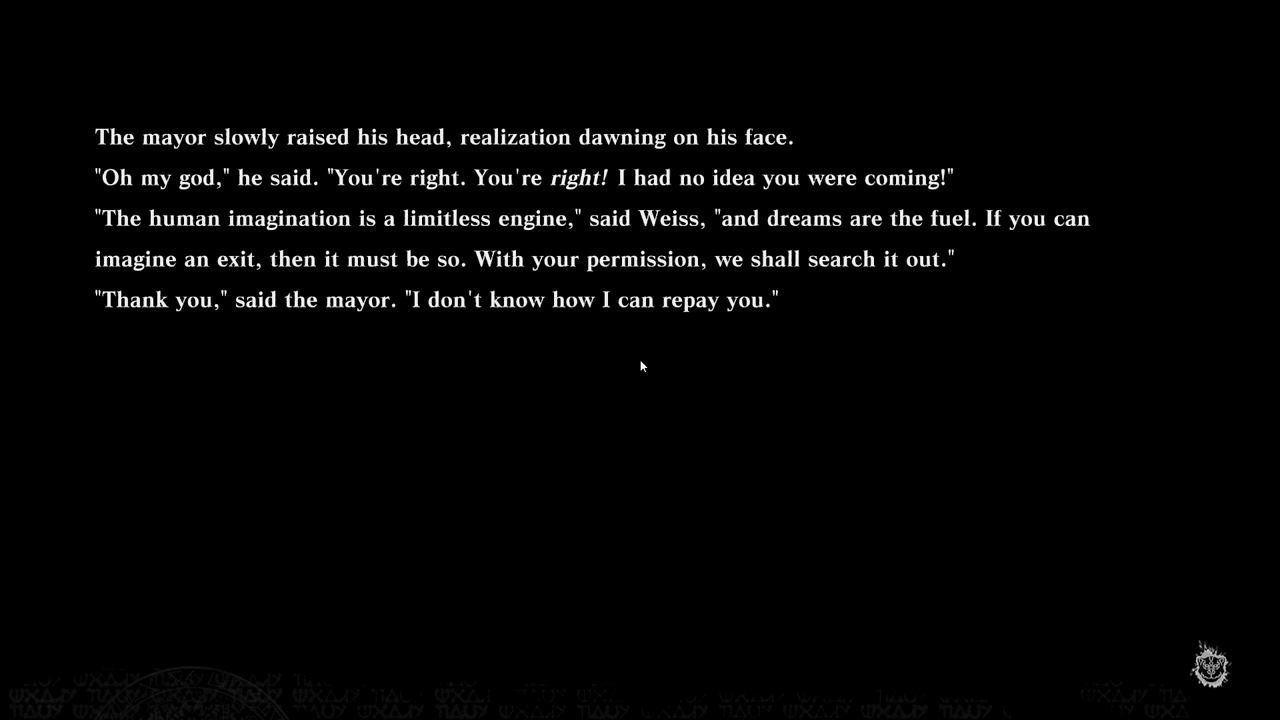 The mayor slowly raised his head, realization dawning on his face.
"Oh my god," he said. "You're right. You're right! I had no idea you were coming!"
"The human imagination is a limitless engine," said Weiss, "and dreams are the fuel. If you can
imagine an exit, then it must be so. With your permission, we shall search it out."
"Thank you," said the mayor. "I don't know how I can repay you."